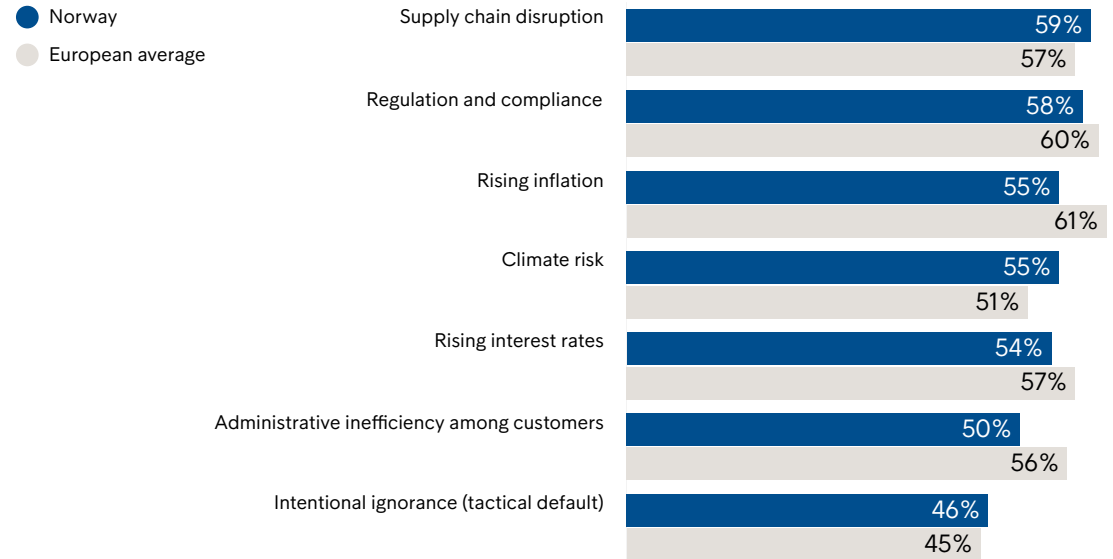 Norway
European average
Supply chain disruption
59%
57%
Regulation and compliance
58%
60%
Rising inflation
55%
61%
Climate risk
55%
51%
Rising interest rates
54%
57%
Administrative inefficiency among customers
50%
56%
Intentional ignorance (tactical default)
46%
45%